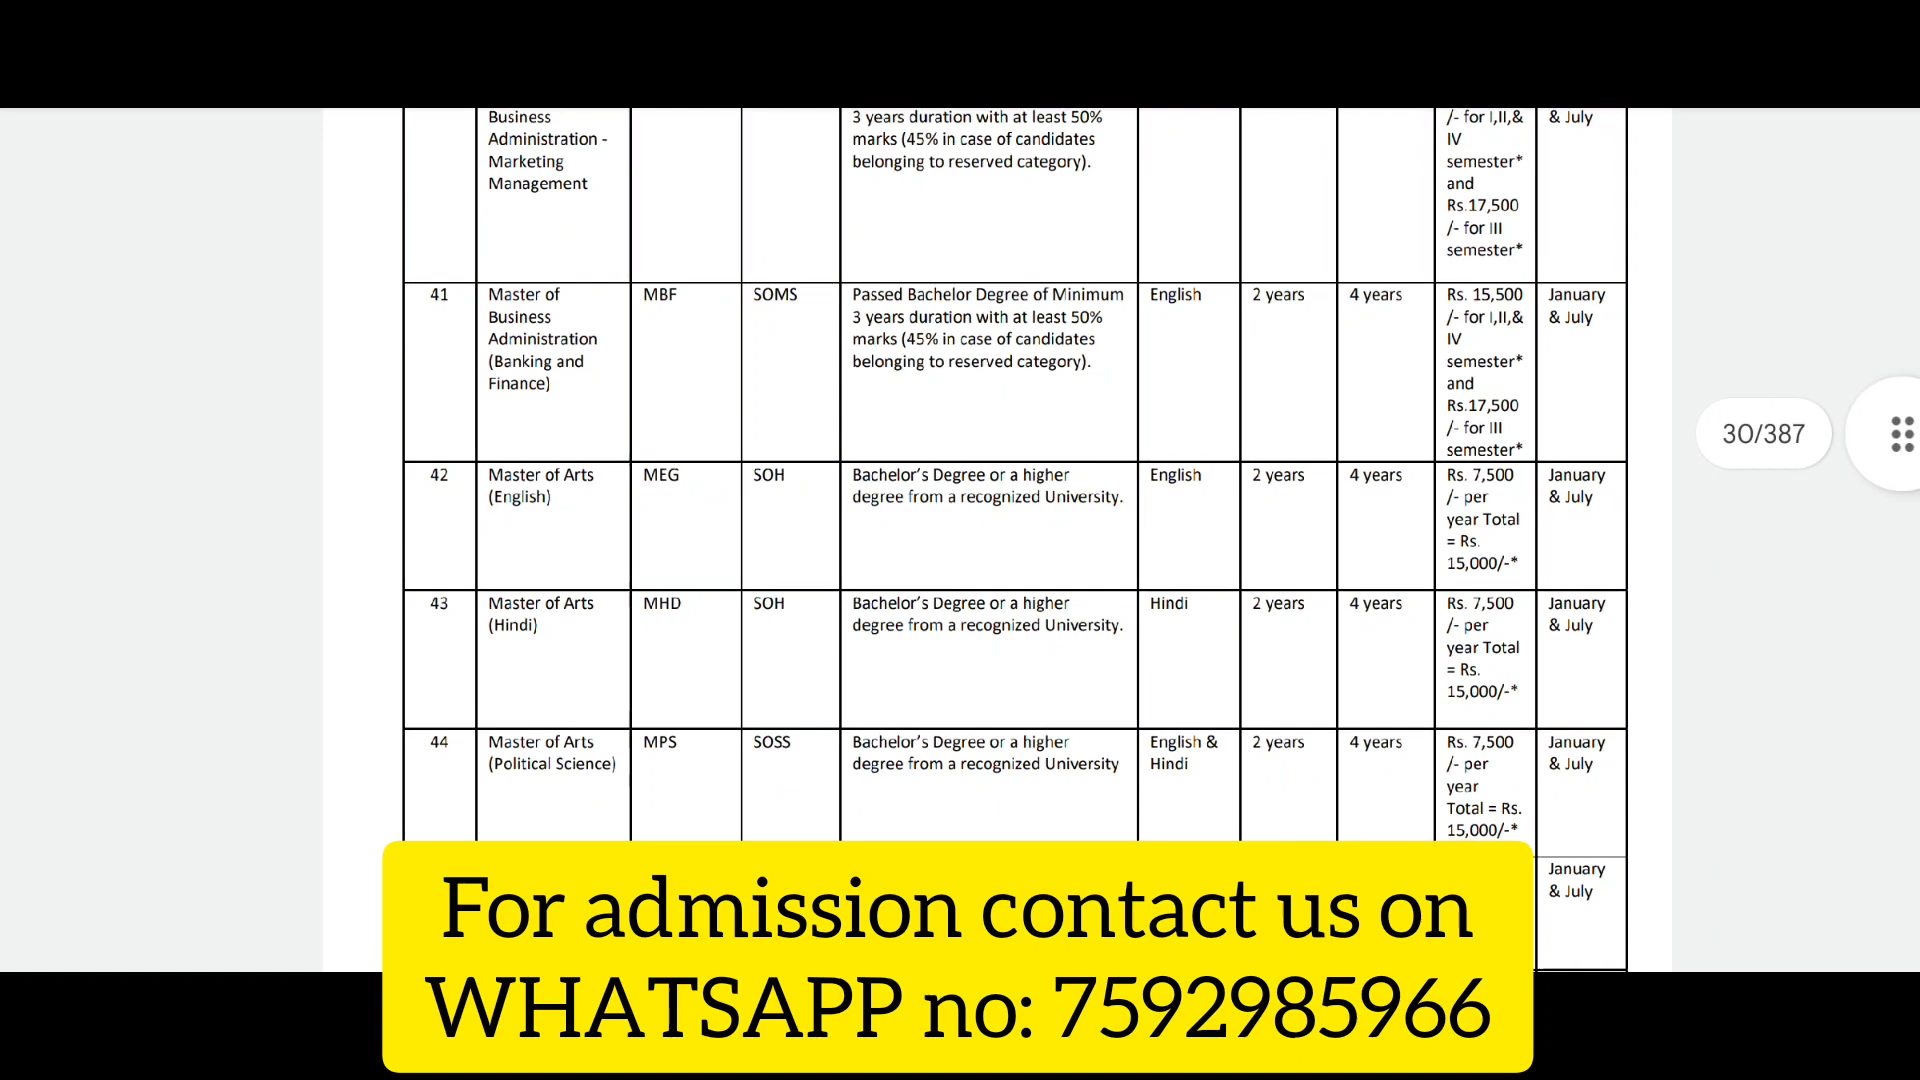 Business
Administration -
Marketing
Management
3 years duration with at least 50%
marks (45% in case of candidates
belonging to reserved category).
/- for I,II,&
IV
semester*
and
Rs.17,500
/- for III
semester*
& July
41
Master of
Business
Administration
(Banking and
Finance)
MBF
SOMS
Passed Bachelor Degree of Minimum
3 years duration with at least 50%
marks (45% in case of candidates
belonging to reserved category).
English
2 years
4 years
Rs. 15,500
/- for I,II,&
IV
semester*
and
Rs.17,500
/- for III
semester*
January
& July
42
Master of Arts
(English)
MEG
SOH
Bachelor’s Degree or a higher
degree from a recognized University.
English
2 years
4 years
Rs. 7,500
/- per
year Total
= Rs.
15,000/-*
January
& July
43
Master of Arts
(Hindi)
MHD
SOH
Bachelor’s Degree or a higher
degree from a recognized University.
Hindi
2 years
4 years
Rs. 7,500
/- per
year Total
= Rs.
15,000/-*
January
& July
44
Master of Arts
(Political Science)
MPS
SOSS
Bachelor’s Degree or a higher
degree from a recognized University
English &
Hindi
2 years
4 years
Rs. 7,500
/- per
year
Total = Rs.
15,000/-*
January
& July
January
& July
30/387
For admission contact us on
WHATSAPP no: 7592985966